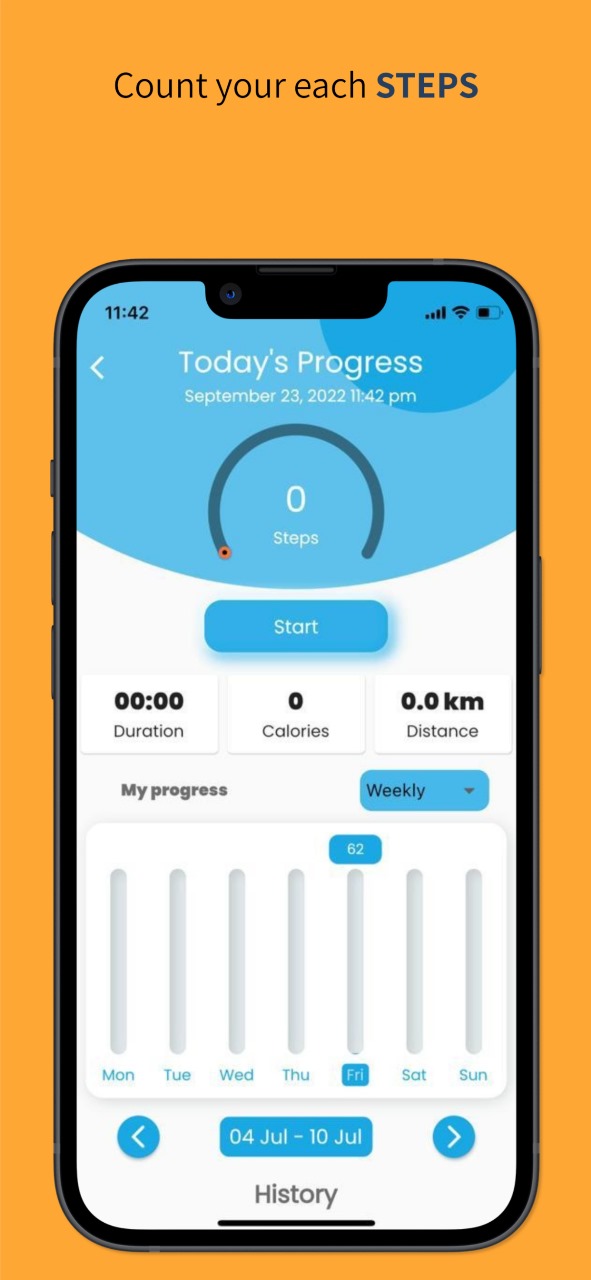 Count your each STEPS
11:42
Today's Progress
September 23, 2022 11:42 pm
0
Steps
Start
00:00 0 0.0 km
Duration Calories Distance
My progress Weekly
62
Mon Tue Wed Thu Fri Sat Sun
04 Jul - 10 Jul
History